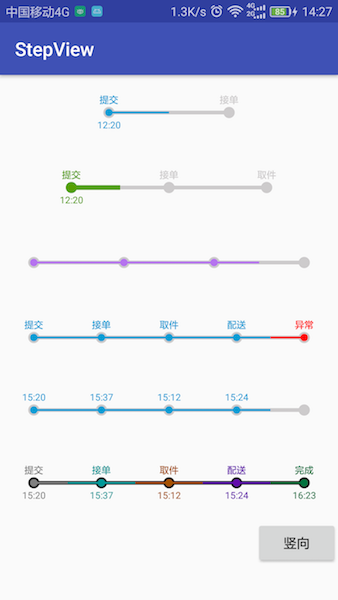 中国移动4G 1.3K/s 4G 2G 85 14:27
StepView
提交 接单
12:20
提交 接单 取件
12:20
提交 接单 取件 配送 异常
15:20 15:37 15:12 15:24
提交 接单 取件 配送 完成
15:20 15:37 15:12 15:24 16:23
竖向